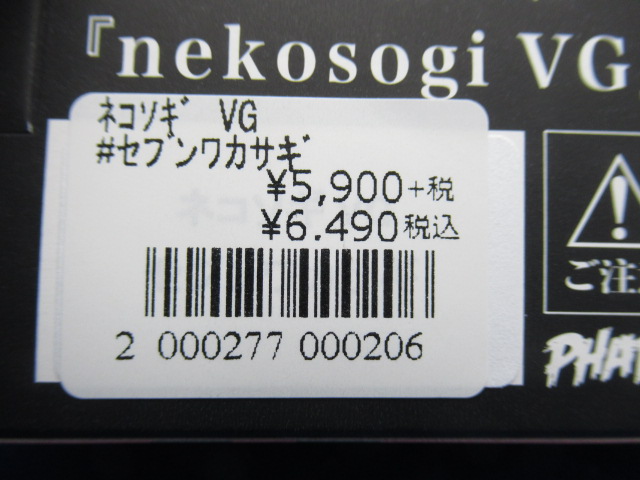 『nekosogi VG
ﾈｺｿｷﾞ VG
#セブンワカサギ
¥5,900+税
¥6.490税込
2 000277 000206
ご注
PHAT